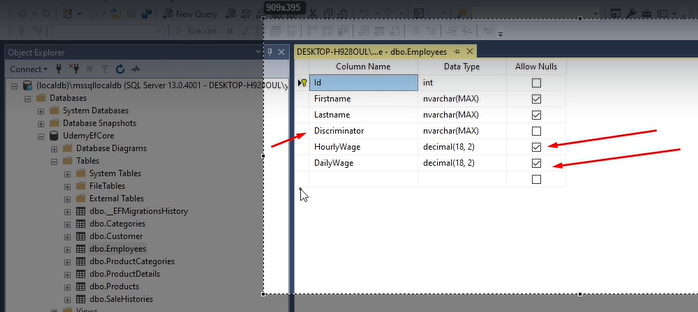 909x395
New Query
Execute
Object Explorer
DESKTOP-H928OUL\...e - dbo.Employees
Connect
Column Name Data Type Allow Nulls
(localdb)\mssqllocaldb (SQL Server 13.0.4001 - DESKTOP-H928OUL\y
Id int
Databases
Firstname nvarchar(MAX)
System Databases
Lastname nvarchar(MAX)
Database Snapshots
Discriminator nvarchar(MAX)
UdemyEfCore
HourlyWage decimal(18, 2)
Database Diagrams
DailyWage decimal(18, 2)
Tables
System Tables
FileTables
External Tables
dbo.__EFMigrationsHistory
dbo.Categories
dbo.Customer
dbo.Employees
dbo.ProductCategories
dbo.ProductDetails
dbo.Products
dbo.SaleHistories
Views